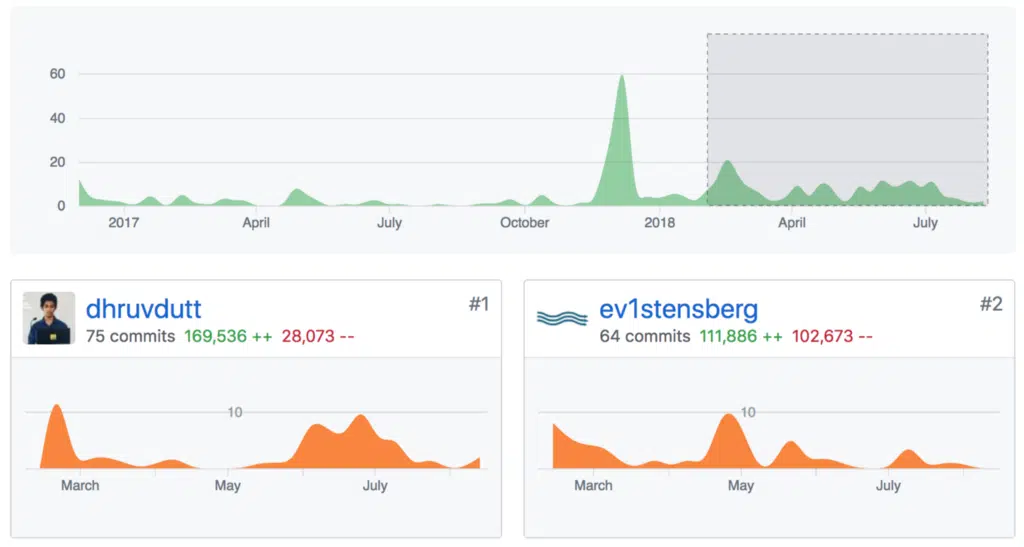 60
40
20
0
2017 April July October 2018 April July
dhruvdutt #1
75 commits 169,536 ++ 28,073 --
10
March May July
ev1stensberg #2
64 commits 111,886 ++ 102,673 --
10
March May July